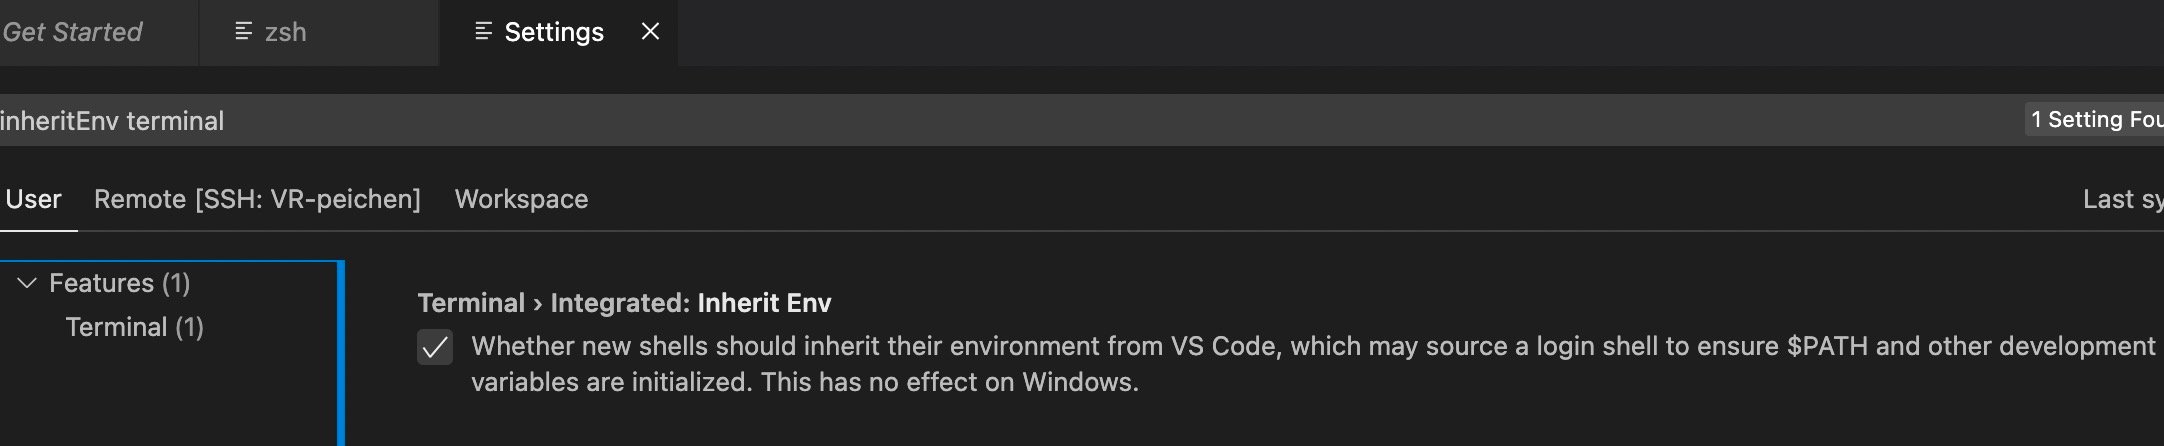 Get Started zsh Settings
inheritEnv terminal 1 Setting Fou
User Remote [SSH: VR-peichen] Workspace Last sy
Features (1)
Terminal (1)
Terminal › Integrated: Inherit Env
Whether new shells should inherit their environment from VS Code, which may source a login shell to ensure $PATH and other development
variables are initialized. This has no effect on Windows.